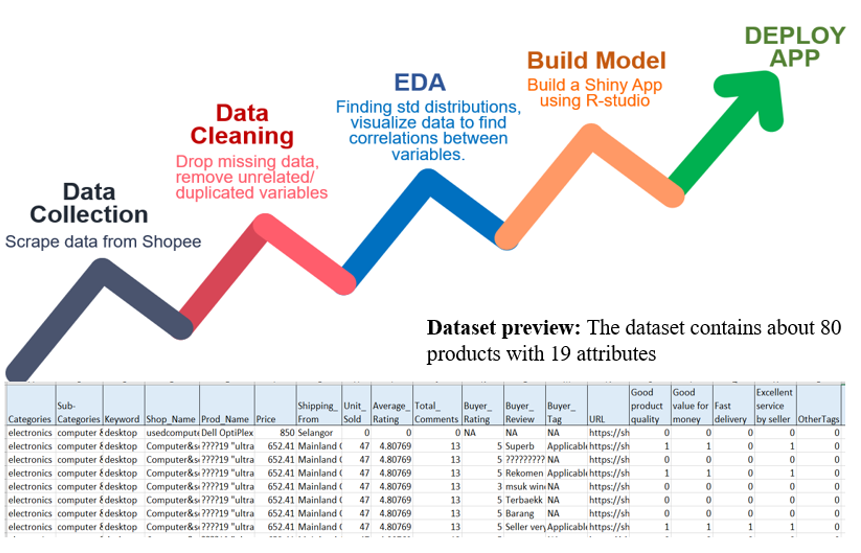 DEPLOY
APP
Build Model
Build a Shiny App
using R-studio
EDA
Finding std distributions,
visualize data to find
correlations between
variables.
Data
Cleaning
Drop missing data,
remove unrelated/
duplicated variables
Data
Collection
Scrape data from Shopee
Dataset preview: The dataset contains about 80
products with 19 attributes
Categories Sub-Categories Keyword Shop_Name Prod_Name Price Shipping_From Unit_Sold Average_Rating Total_Comments Buyer_Rating Buyer_Review Buyer_Tag URL Good product quality Good value for money Fast delivery Excellent service by seller OtherTags
electronics computer & desktop usedcompute Dell OptiPlex 850 Selangor 0 0 0 NA NA NA https://sh 0 0 0 0 0
electronics computer & desktop Computer&s ????19 "ultra 652.41 Mainland C 47 4.80769 13 5 Superb Applicable https://sh 1 1 0 1 0
electronics computer & desktop Computer&s ????19 "ultra 652.41 Mainland C 47 4.80769 13 5 ????????? NA https://sh 0 0 0 0 0
electronics computer & desktop Computer&s ????19 "ultra 652.41 Mainland C 47 4.80769 13 5 Rekomen Applicable https://sh 1 1 0 1 0
electronics computer & desktop Computer&s ????19 "ultra 652.41 Mainland C 47 4.80769 13 3 msuk wind NA https://sh 0 0 0 0 0
electronics computer & desktop Computer&s ????19 "ultra 652.41 Mainland C 47 4.80769 13 5 Terbaekk NA https://sh 0 0 0 0 0
electronics computer & desktop Computer&s ????19 "ultra 652.41 Mainland C 47 4.80769 13 5 Barang NA https://sh 0 0 0 0 0
electronics computer & desktop Computer&s ????19 "ultra 652.41 Mainland C 47 4.80769 13 5 Seller very Applicable https://sh 1 1 1 1 0